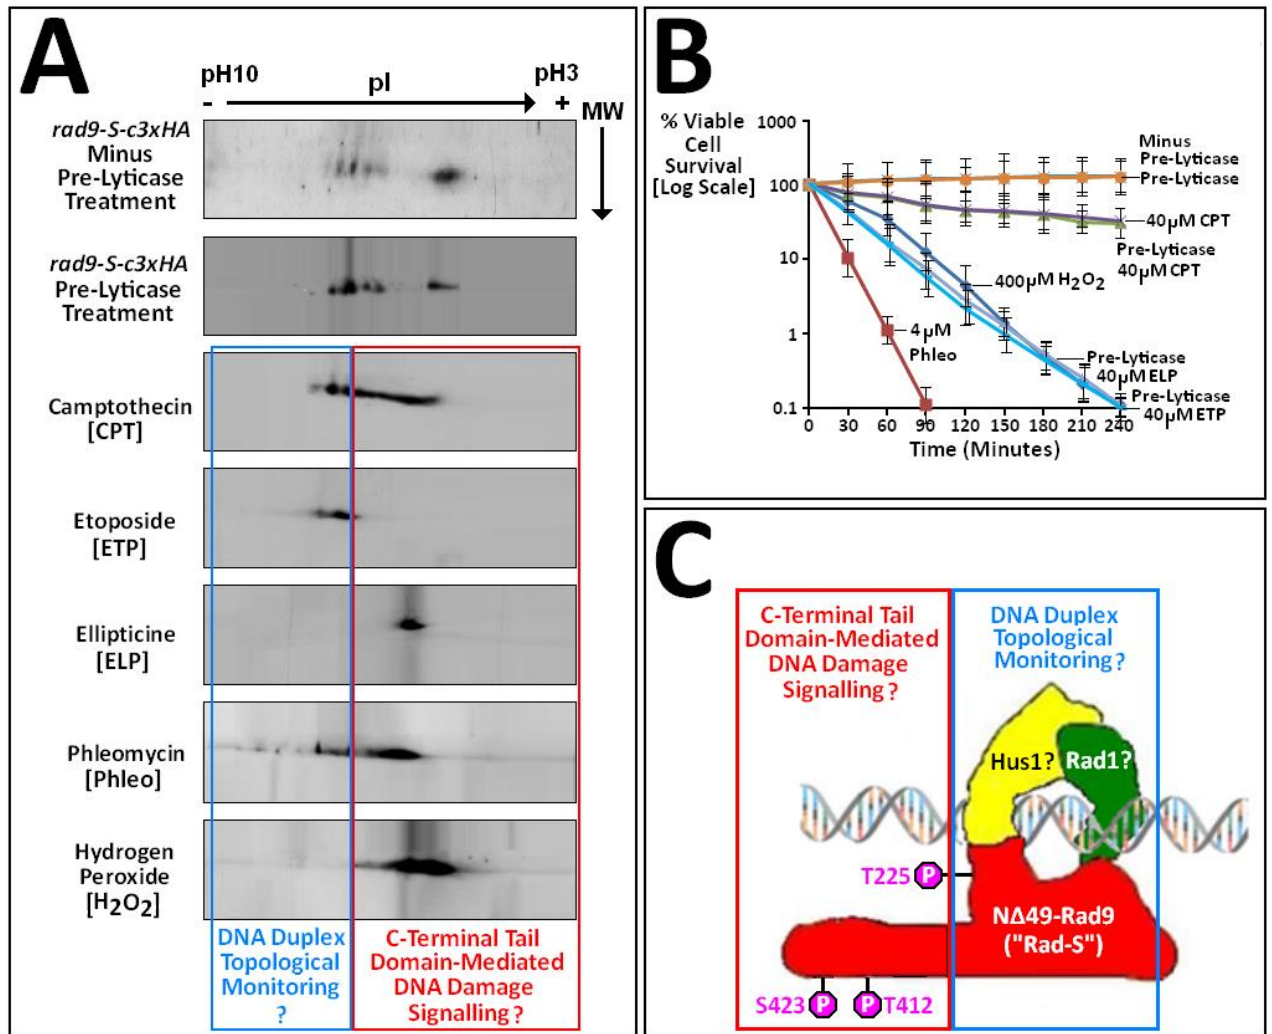 A
pH10
pI
pH3
-
+
MW
rad9-S-c3xHA
Minus
Pre-Lyticase
Treatment
rad9-S-c3xHA
Pre-Lyticase
Treatment
Camptothecin
[CPT]
Etoposide
[ETP]
Ellipticine
[ELP]
Phleomycin
[Phleo]
Hydrogen
Peroxide
[H₂O₂]
DNA Duplex
Topological
Monitoring
?
C-Terminal Tail
Domain-Mediated
DNA Damage
Signalling?
B
% Viable
Cell
Survival
[Log Scale]
1000
100
10
1
0.1
0 30 60 90 120 150 180 210 240
Time (Minutes)
Minus
Pre-Lyticase
Pre-Lyticase
40µM CPT
Pre-Lyticase
40µM CPT
400µM H₂O₂
4µM
Phleo
Pre-Lyticase
40µM ELP
Pre-Lyticase
40µM ETP
C
C-Terminal Tail
Domain-Mediated
DNA Damage
Signalling?
DNA Duplex
Topological
Monitoring?
Hus1?
Rad1?
T225 P
NΔ49-Rad9
("Rad-S")
S423 P P T412